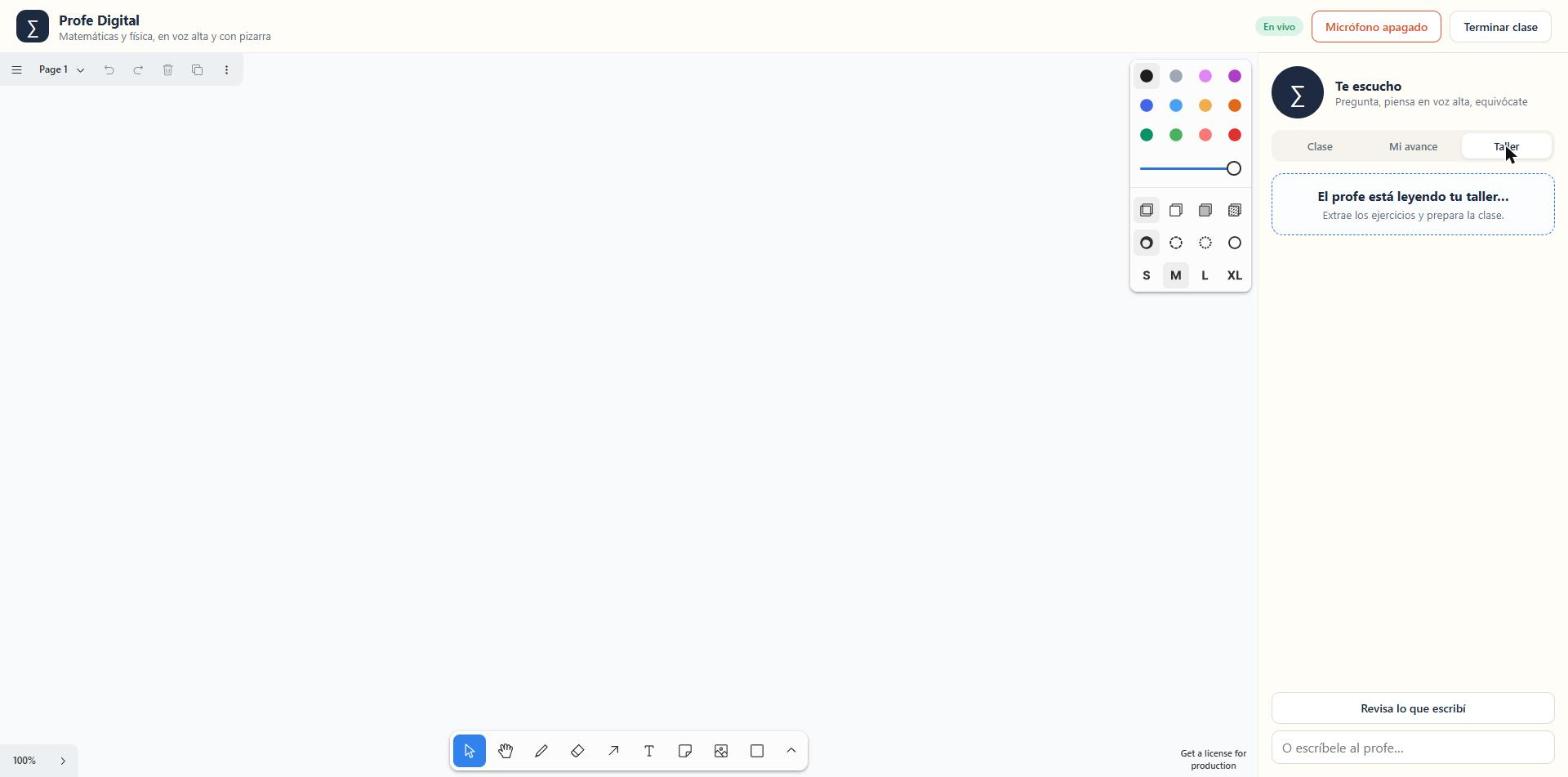 ∑
Profe Digital
Matemáticas y física, en voz alta y con pizarra
En vivo
Micrófono apagado
Terminar clase
Page 1
∑
Te escucho
Pregunta, piensa en voz alta, equivócate
Clase
Mi avance
Taller
El profe está leyendo tu taller...
Extrae los ejercicios y prepara la clase.
S
M
L
XL
Revisa lo que escribí
O escríbele al profe...
100%
T
Get a license for
production